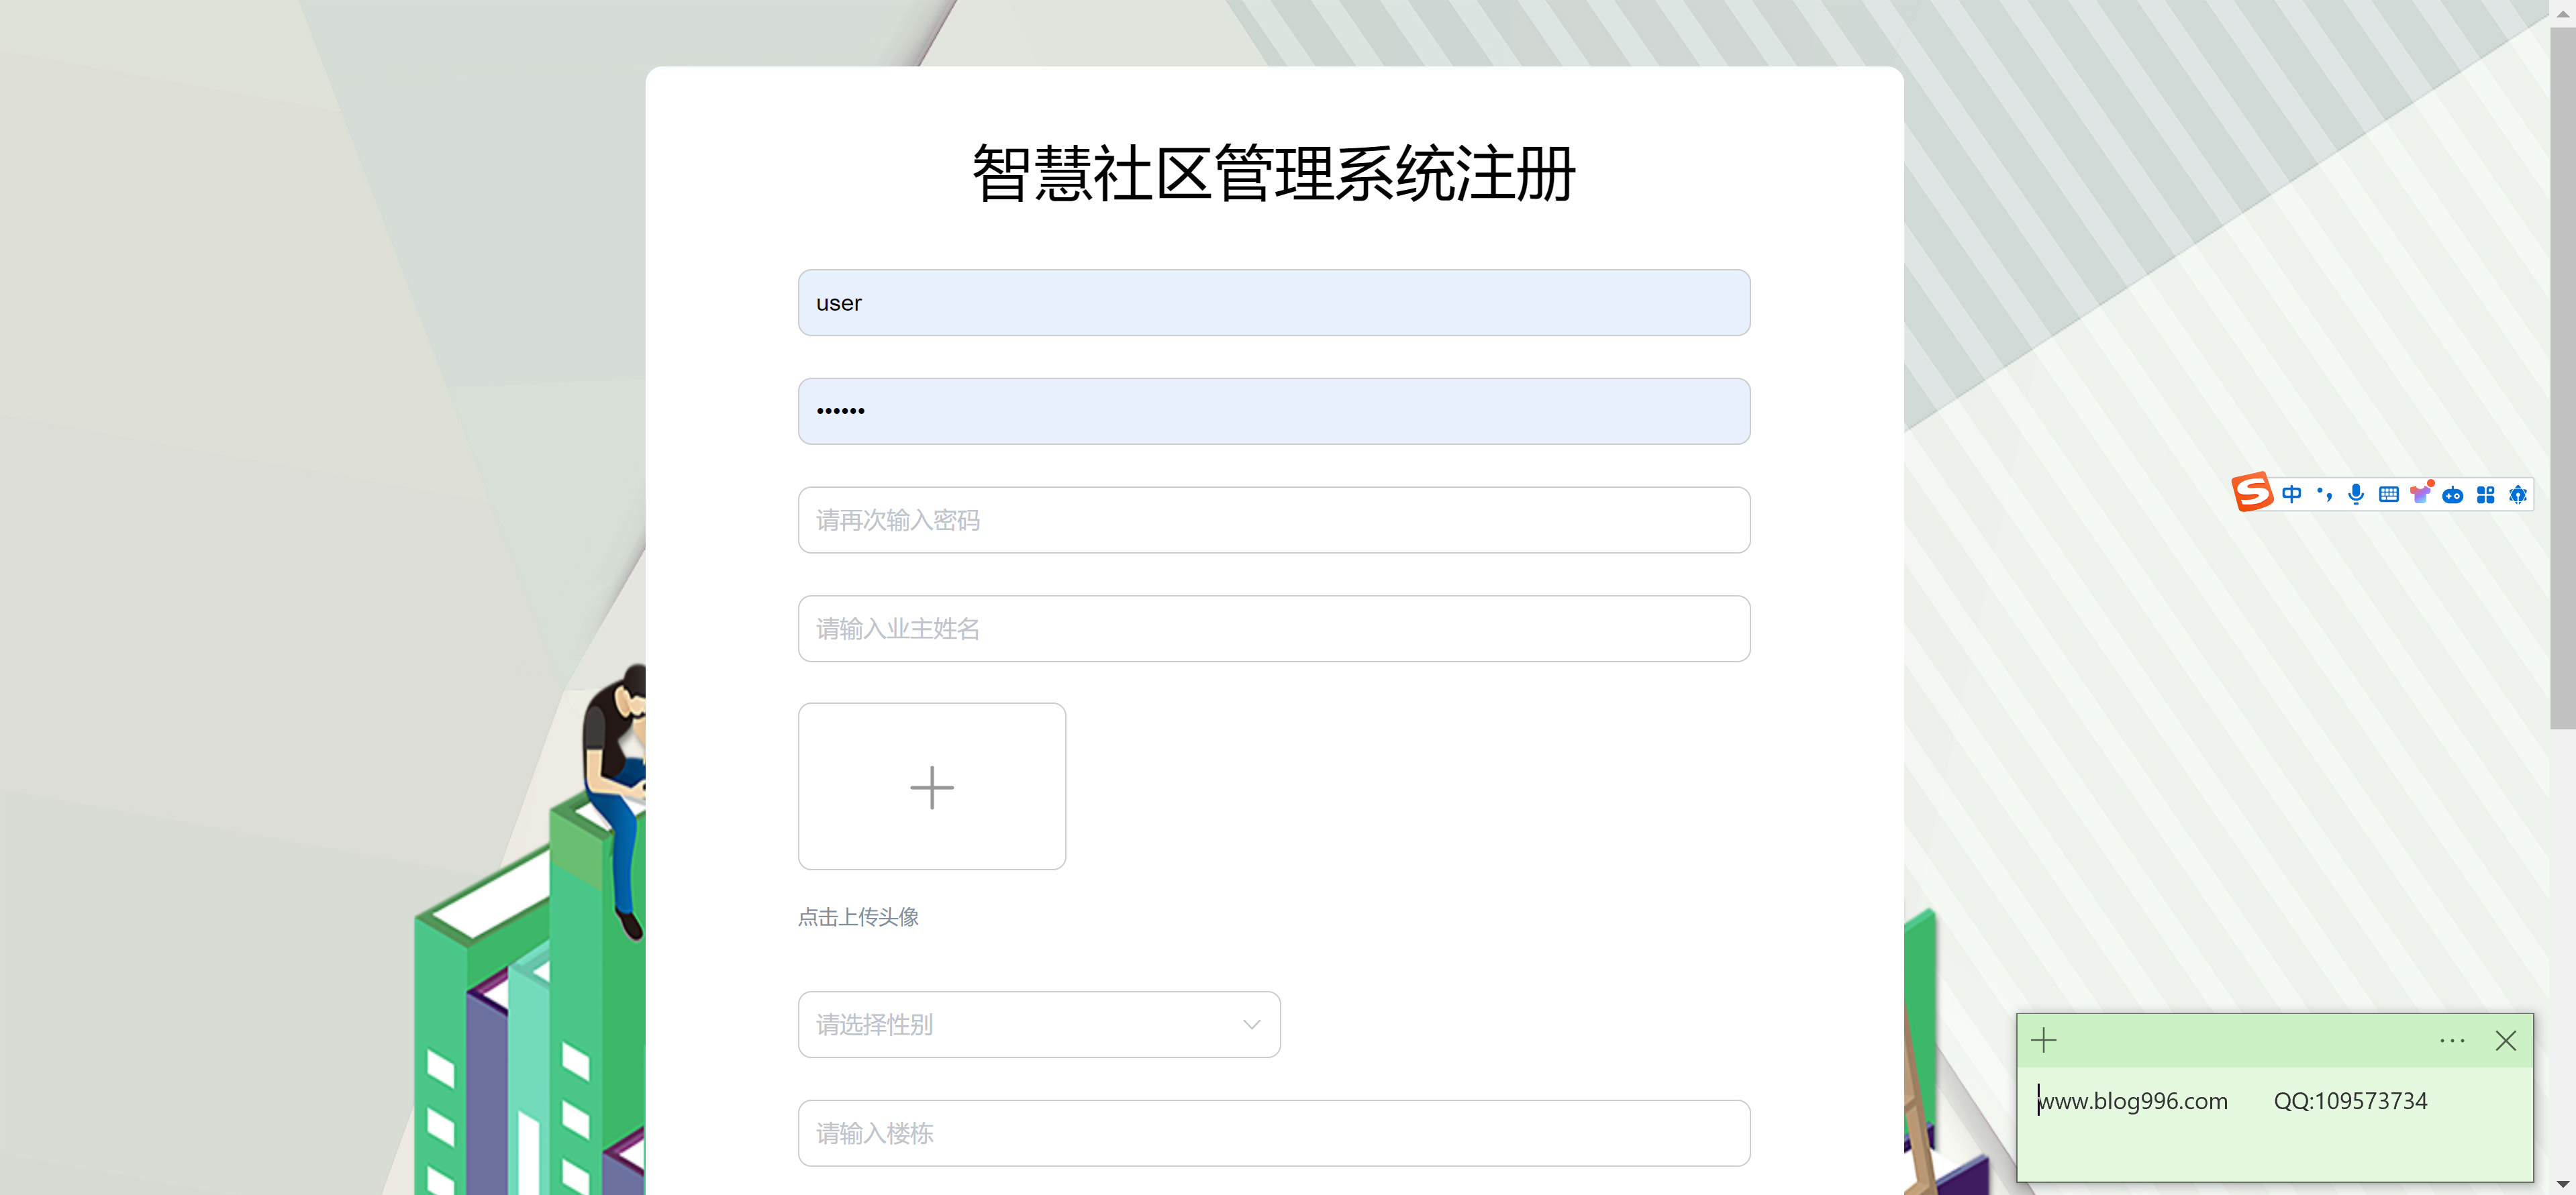 智慧社区管理系统注册
user
••••••
请再次输入密码
请输入业主姓名
点击上传头像
请选择性别
请输入楼栋
中
www.blog996.com QQ:109573734